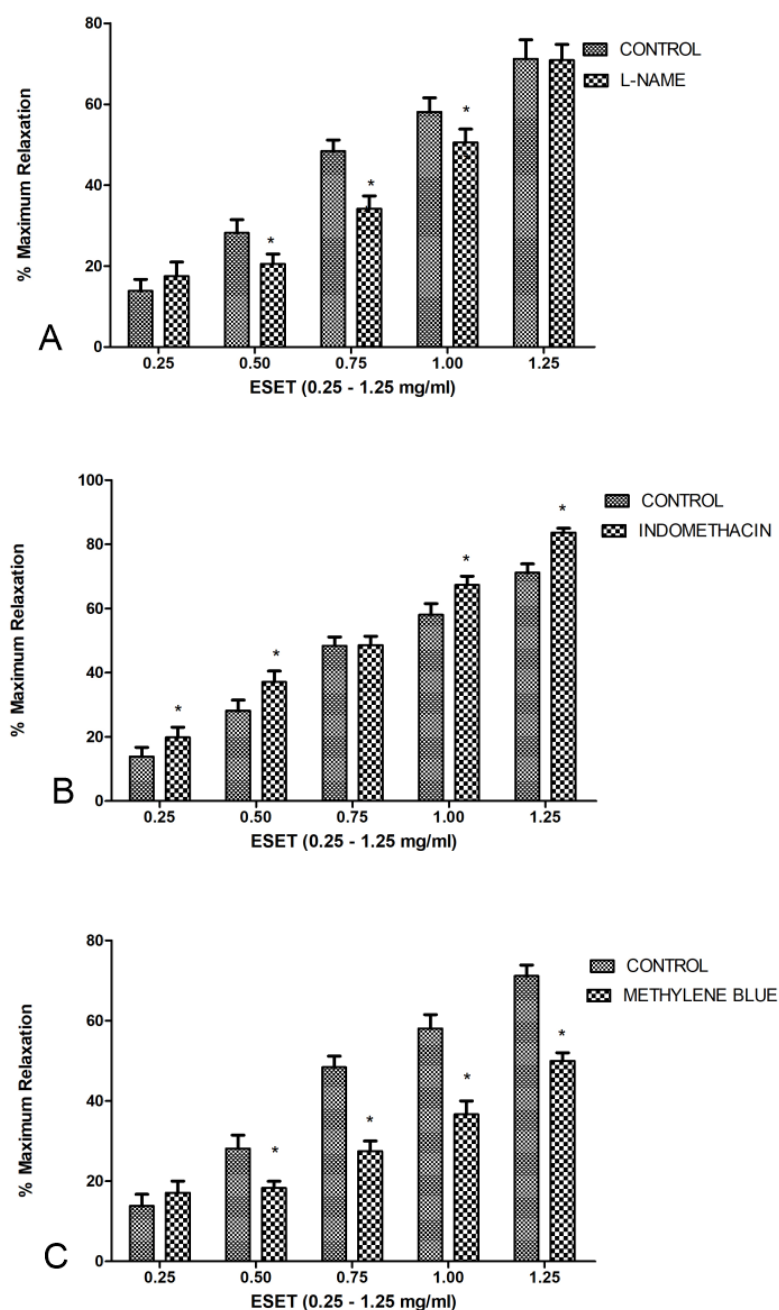 80
60
40
20
0
% Maximum Relaxation
CONTROL
L-NAME
*
*
*
A
0.25 0.50 0.75 1.00 1.25
ESET (0.25 - 1.25 mg/ml)
100
80
60
40
20
0
% Maximum Relaxation
CONTROL
INDOMETHACIN
*
*
*
*
B
0.25 0.50 0.75 1.00 1.25
ESET (0.25 - 1.25 mg/ml)
80
60
40
20
0
% Maximum Relaxation
CONTROL
METHYLENE BLUE
*
*
*
*
C
0.25 0.50 0.75 1.00 1.25
ESET (0.25 - 1.25 mg/ml)